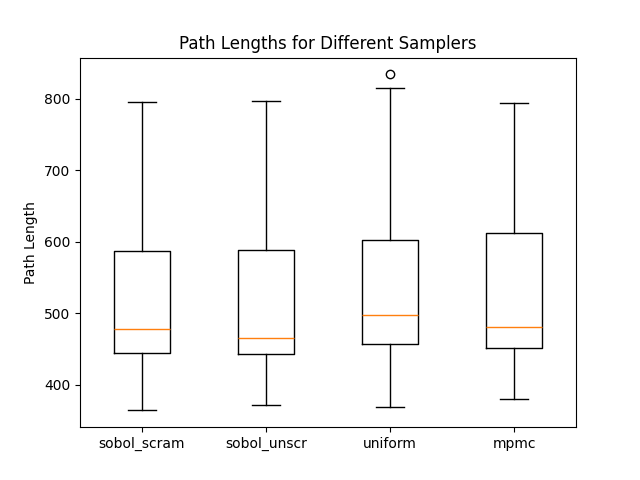 Path Lengths for Different Samplers
Path Length
800
700
600
500
400
sobol_scram
sobol_unscr
uniform
mpmc